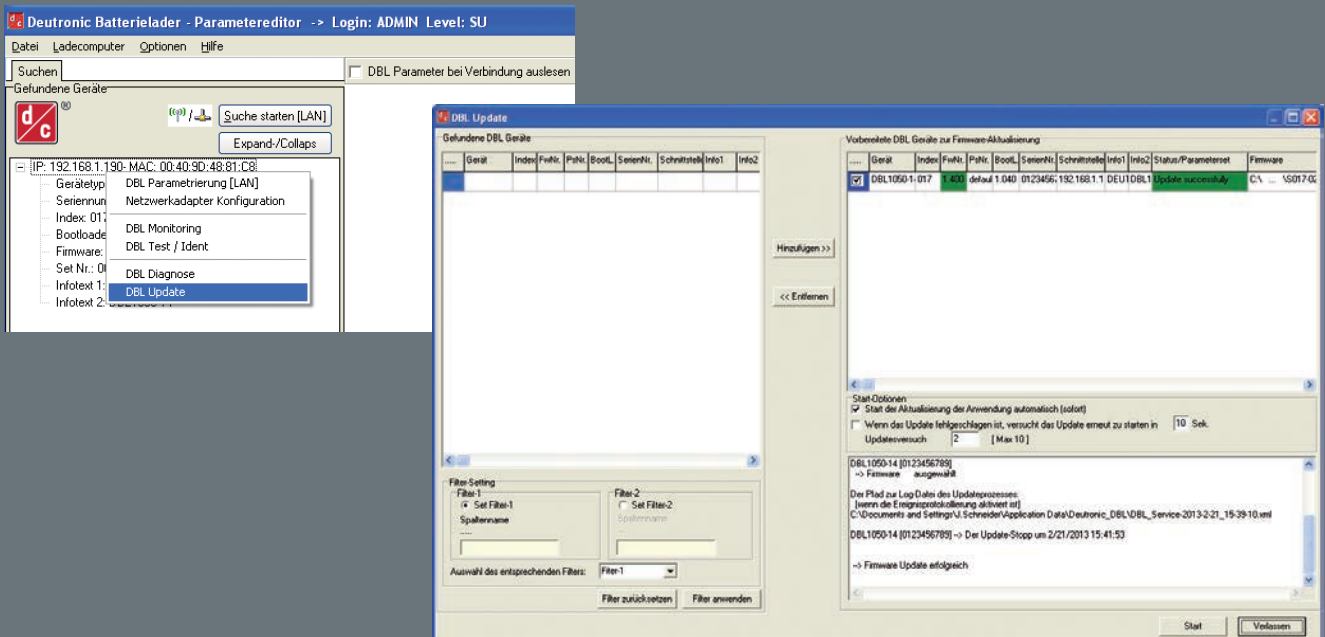 Deutronic Batterielader - Parametereditor -> Login: ADMIN Level: SU
Datei Ladecomputer Optionen Hilfe
Suchen
DBL Parameter bei Verbindung auslesen
Gefundene Geräte
d/c ®
Suche starten [LAN]
Expand-/Collaps
IP: 192.168.1.190- MAC: 00:40:9D:48:81:C8
Gerätetyp
DBL Parametrierung [LAN]
Netzwerkadapter Konfiguration
Index: 017
DBL Monitoring
DBL Test / Ident
Firmware:
Set Nr.:
DBL Diagnose
Infotext 1:
DBL Update
Infotext 2:
DBL Update
Gefundene DBL Geräte
..... Gerät Index FwNr. PstNr. BootL. SerienNr. Schnittstelle Info1 Info2
Hinzufügen >>
<< Entfernen
Filter-Setting
Filter-1
Set Filter-1
Spaltenname
.....
Filter-2
Set Filter-2
Spaltenname
Auswahl des entsprechenden Filters: Filter-1
Filter zurücksetzen Filter anwenden
Vorbereitete DBL Geräte zur Firmware-Aktualisierung
..... Gerät Index FwNr. PstNr. BootL. SerienNr. Schnittstelle Info1 Info2 Status/Parameterset Firmware
DBL1050-1 017 1.400 defaul 1.040 0123456 192.168.1.1 DEU DBL1 Update successfully C:\ ... \S017-02
Start-Optionen
Start der Aktualisierung der Anwendung automatisch (sofort)
Wenn das Update fehlgeschlagen ist, versucht das Update erneut zu starten in 10 Sek.
Updatesversuch 2 [ Max 10 ]
DBL1050-14 [0123456789]
--> Firmware ausgewählt
Der Pfad zur Log-Datei des Updateprozesses:
[wenn die Ereignisprotokollierung aktiviert ist]
C:\Documents and Settings\J.Schneider\Application Data\Deutronic_DBL\DBL_Service-2013-2-21_15-39-10.xml
DBL1050-14 [0123456789] --> Der Update-Stopp um 2/21/2013 15:41:53
--> Firmware Update erfolgreich
Start Verlassen